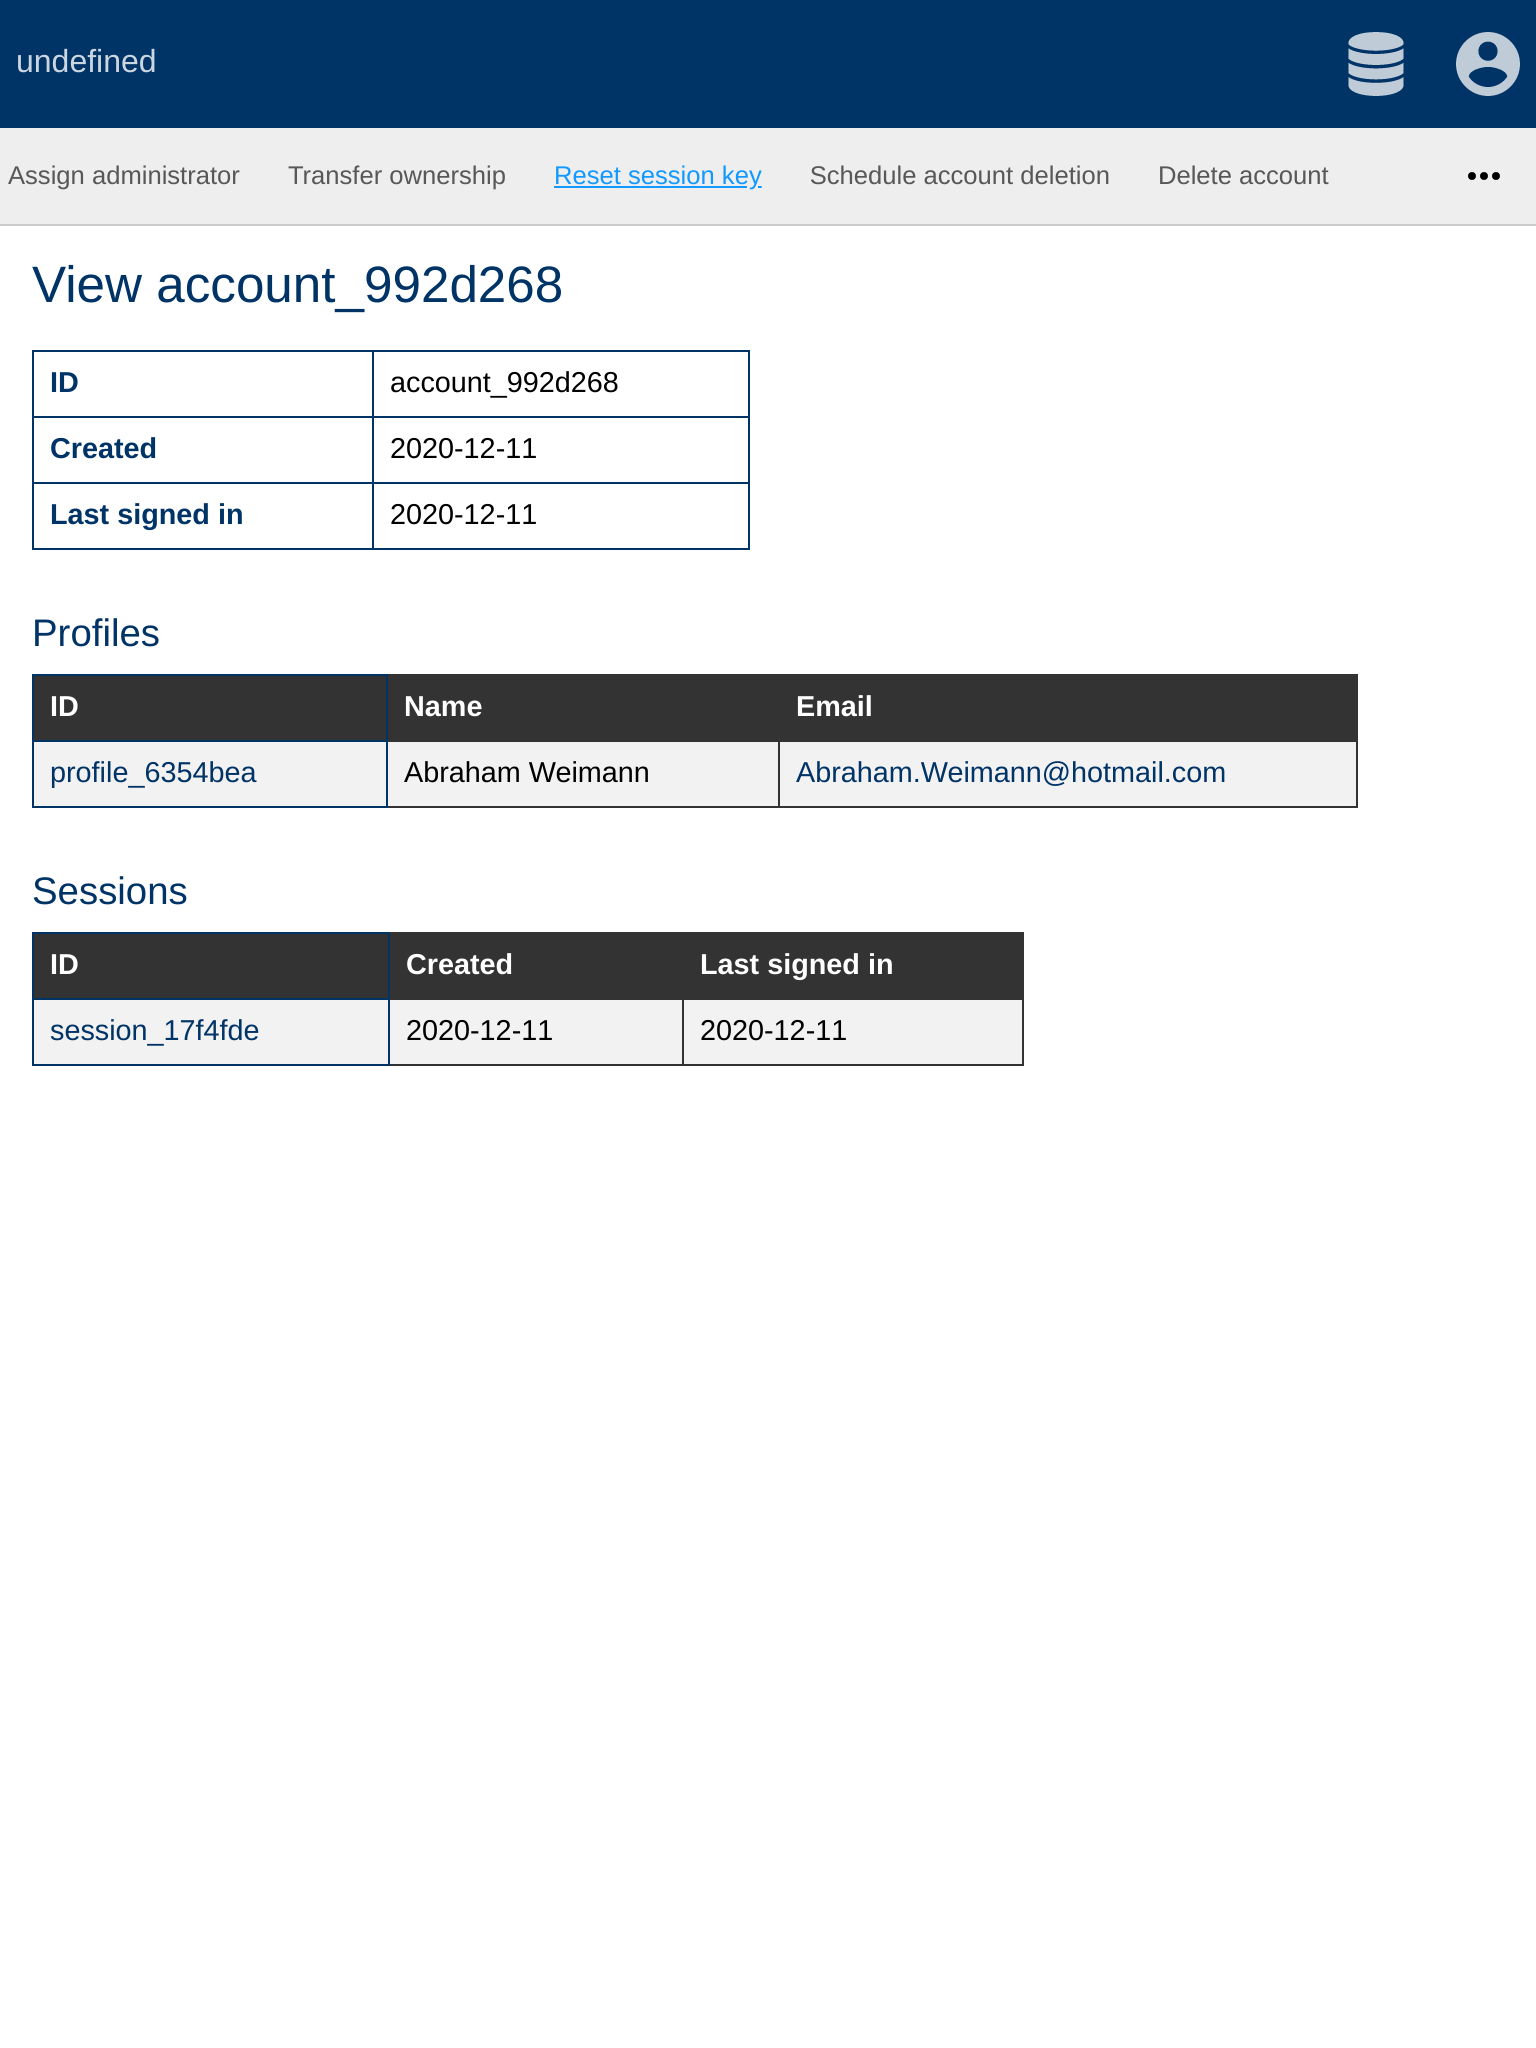 undefined
Assign administrator Transfer ownership Reset session key Schedule account deletion Delete account
View account_992d268
ID account_992d268
Created 2020-12-11
Last signed in 2020-12-11
Profiles
ID Name Email
profile_6354bea Abraham Weimann Abraham.Weimann@hotmail.com
Sessions
ID Created Last signed in
session_17f4fde 2020-12-11 2020-12-11